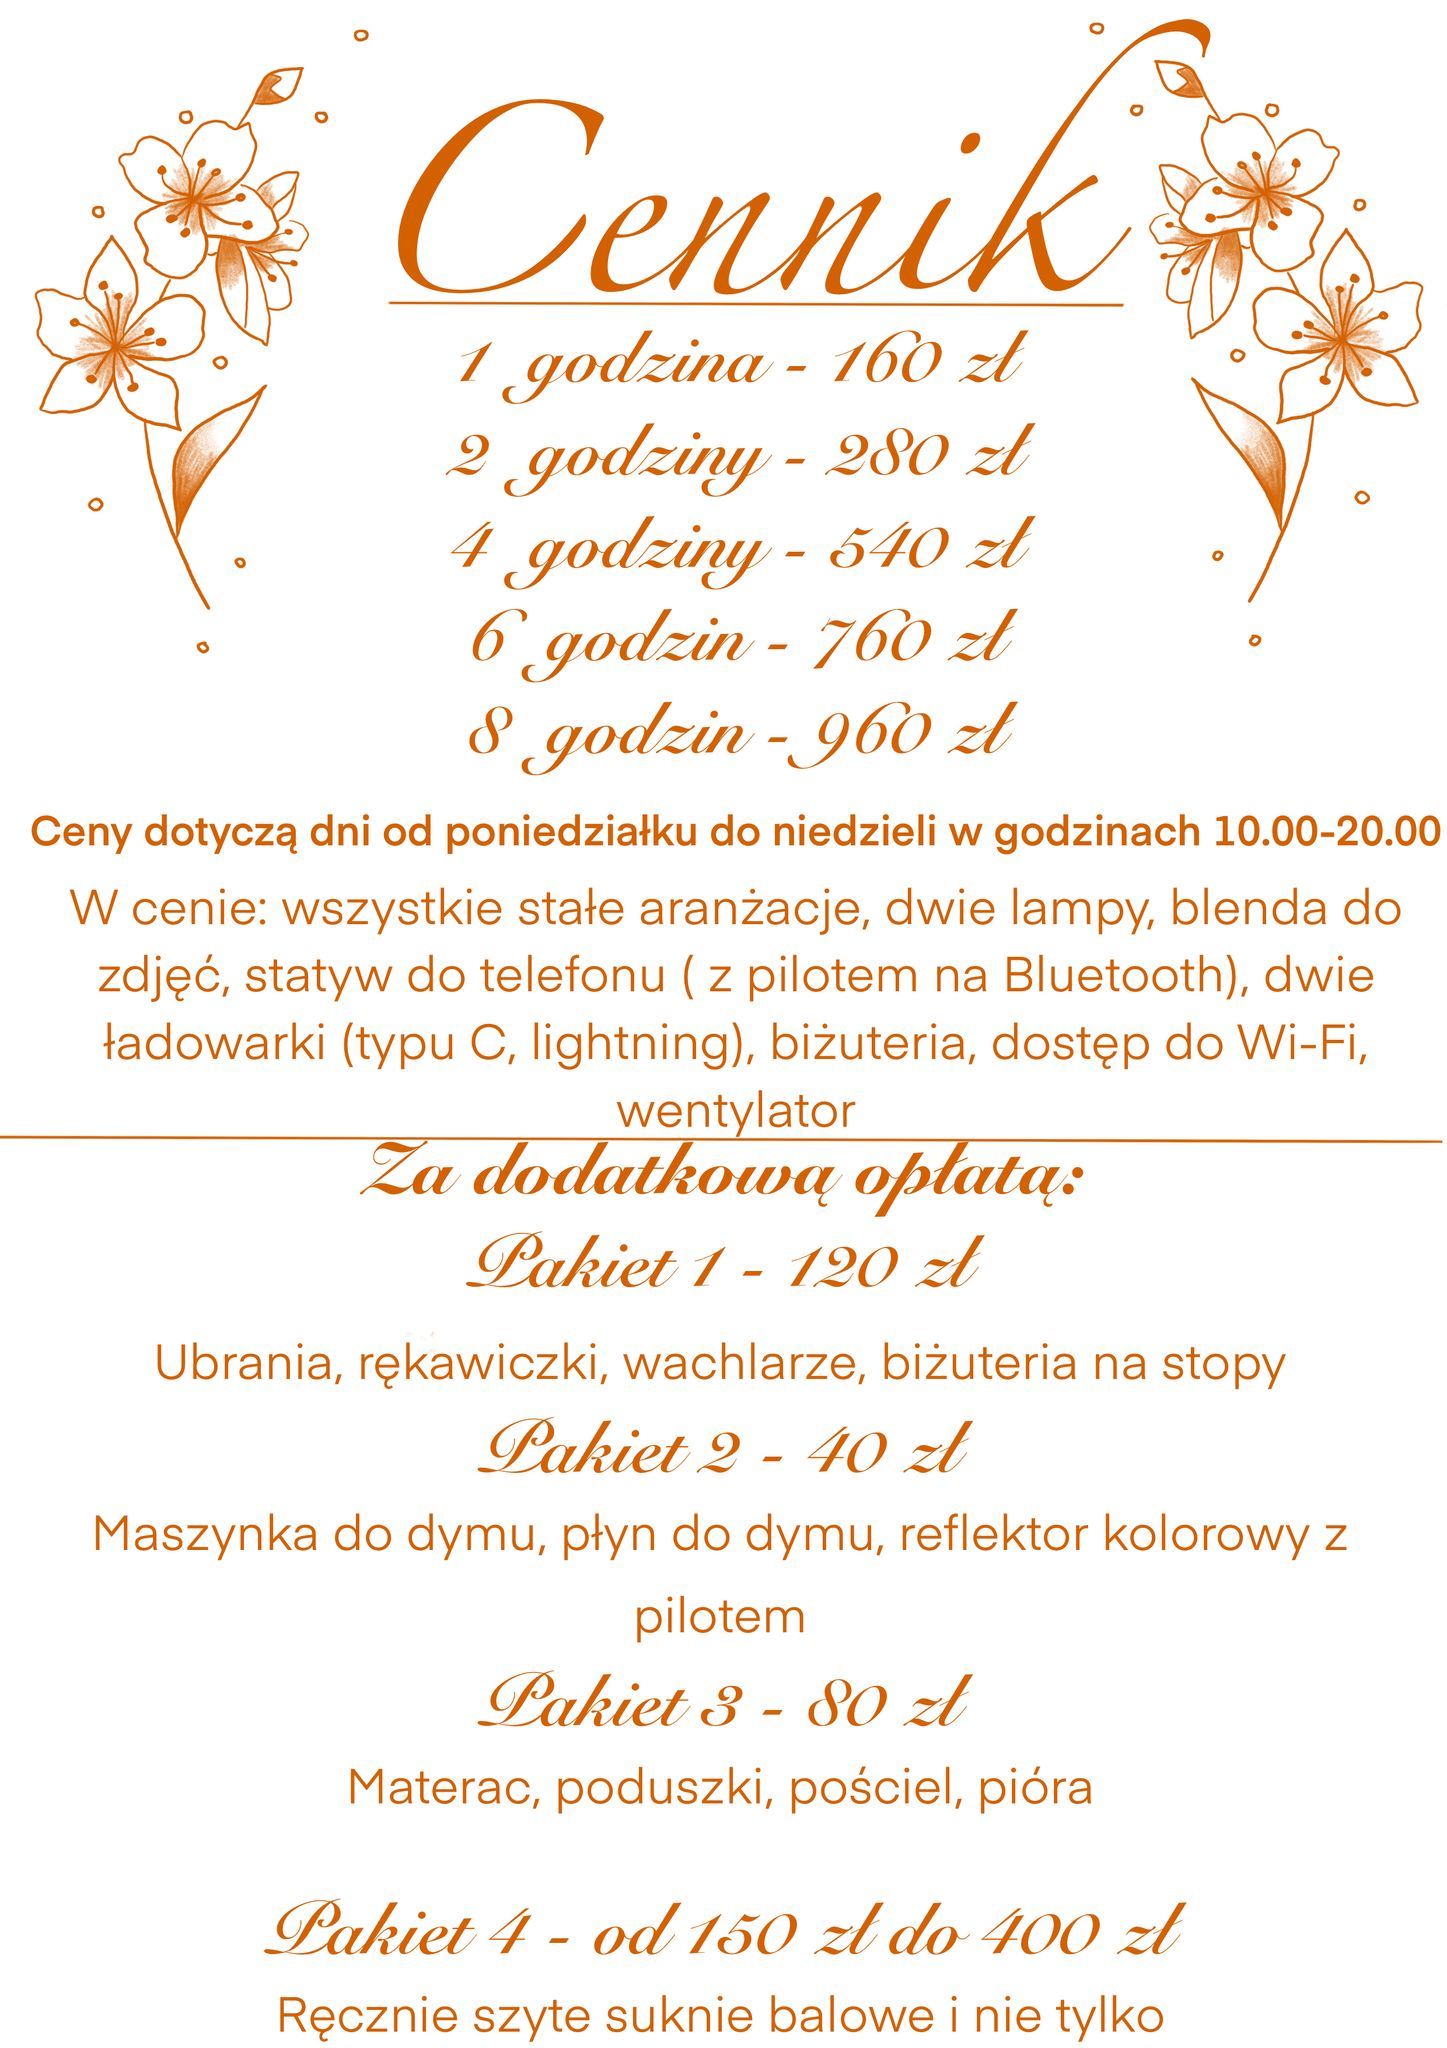 Cennik
1 godzina - 160 zł
2 godziny - 280 zł
4 godziny - 540 zł
6 godzin - 760 zł
8 godzin - 960 zł
Ceny dotyczą dni od poniedziałku do niedzieli w godzinach 10.00-20.00
W cenie: wszystkie stałe aranżacje, dwie lampy, blenda do
zdjęć, statyw do telefonu ( z pilotem na Bluetooth), dwie
ładowarki (typu C, lightning), biżuteria, dostęp do Wi-Fi,
wentylator
Za dodatkową opłatą:
Pakiet 1 - 120 zł
Ubrania, rękawiczki, wachlarze, biżuteria na stopy
Pakiet 2 - 40 zł
Maszynka do dymu, płyn do dymu, reflektor kolorowy z
pilotem
Pakiet 3 - 80 zł
Materac, poduszki, pościel, pióra
Pakiet 4 - od 150 zł do 400 zł
Ręcznie szyte suknie balowe i nie tylko